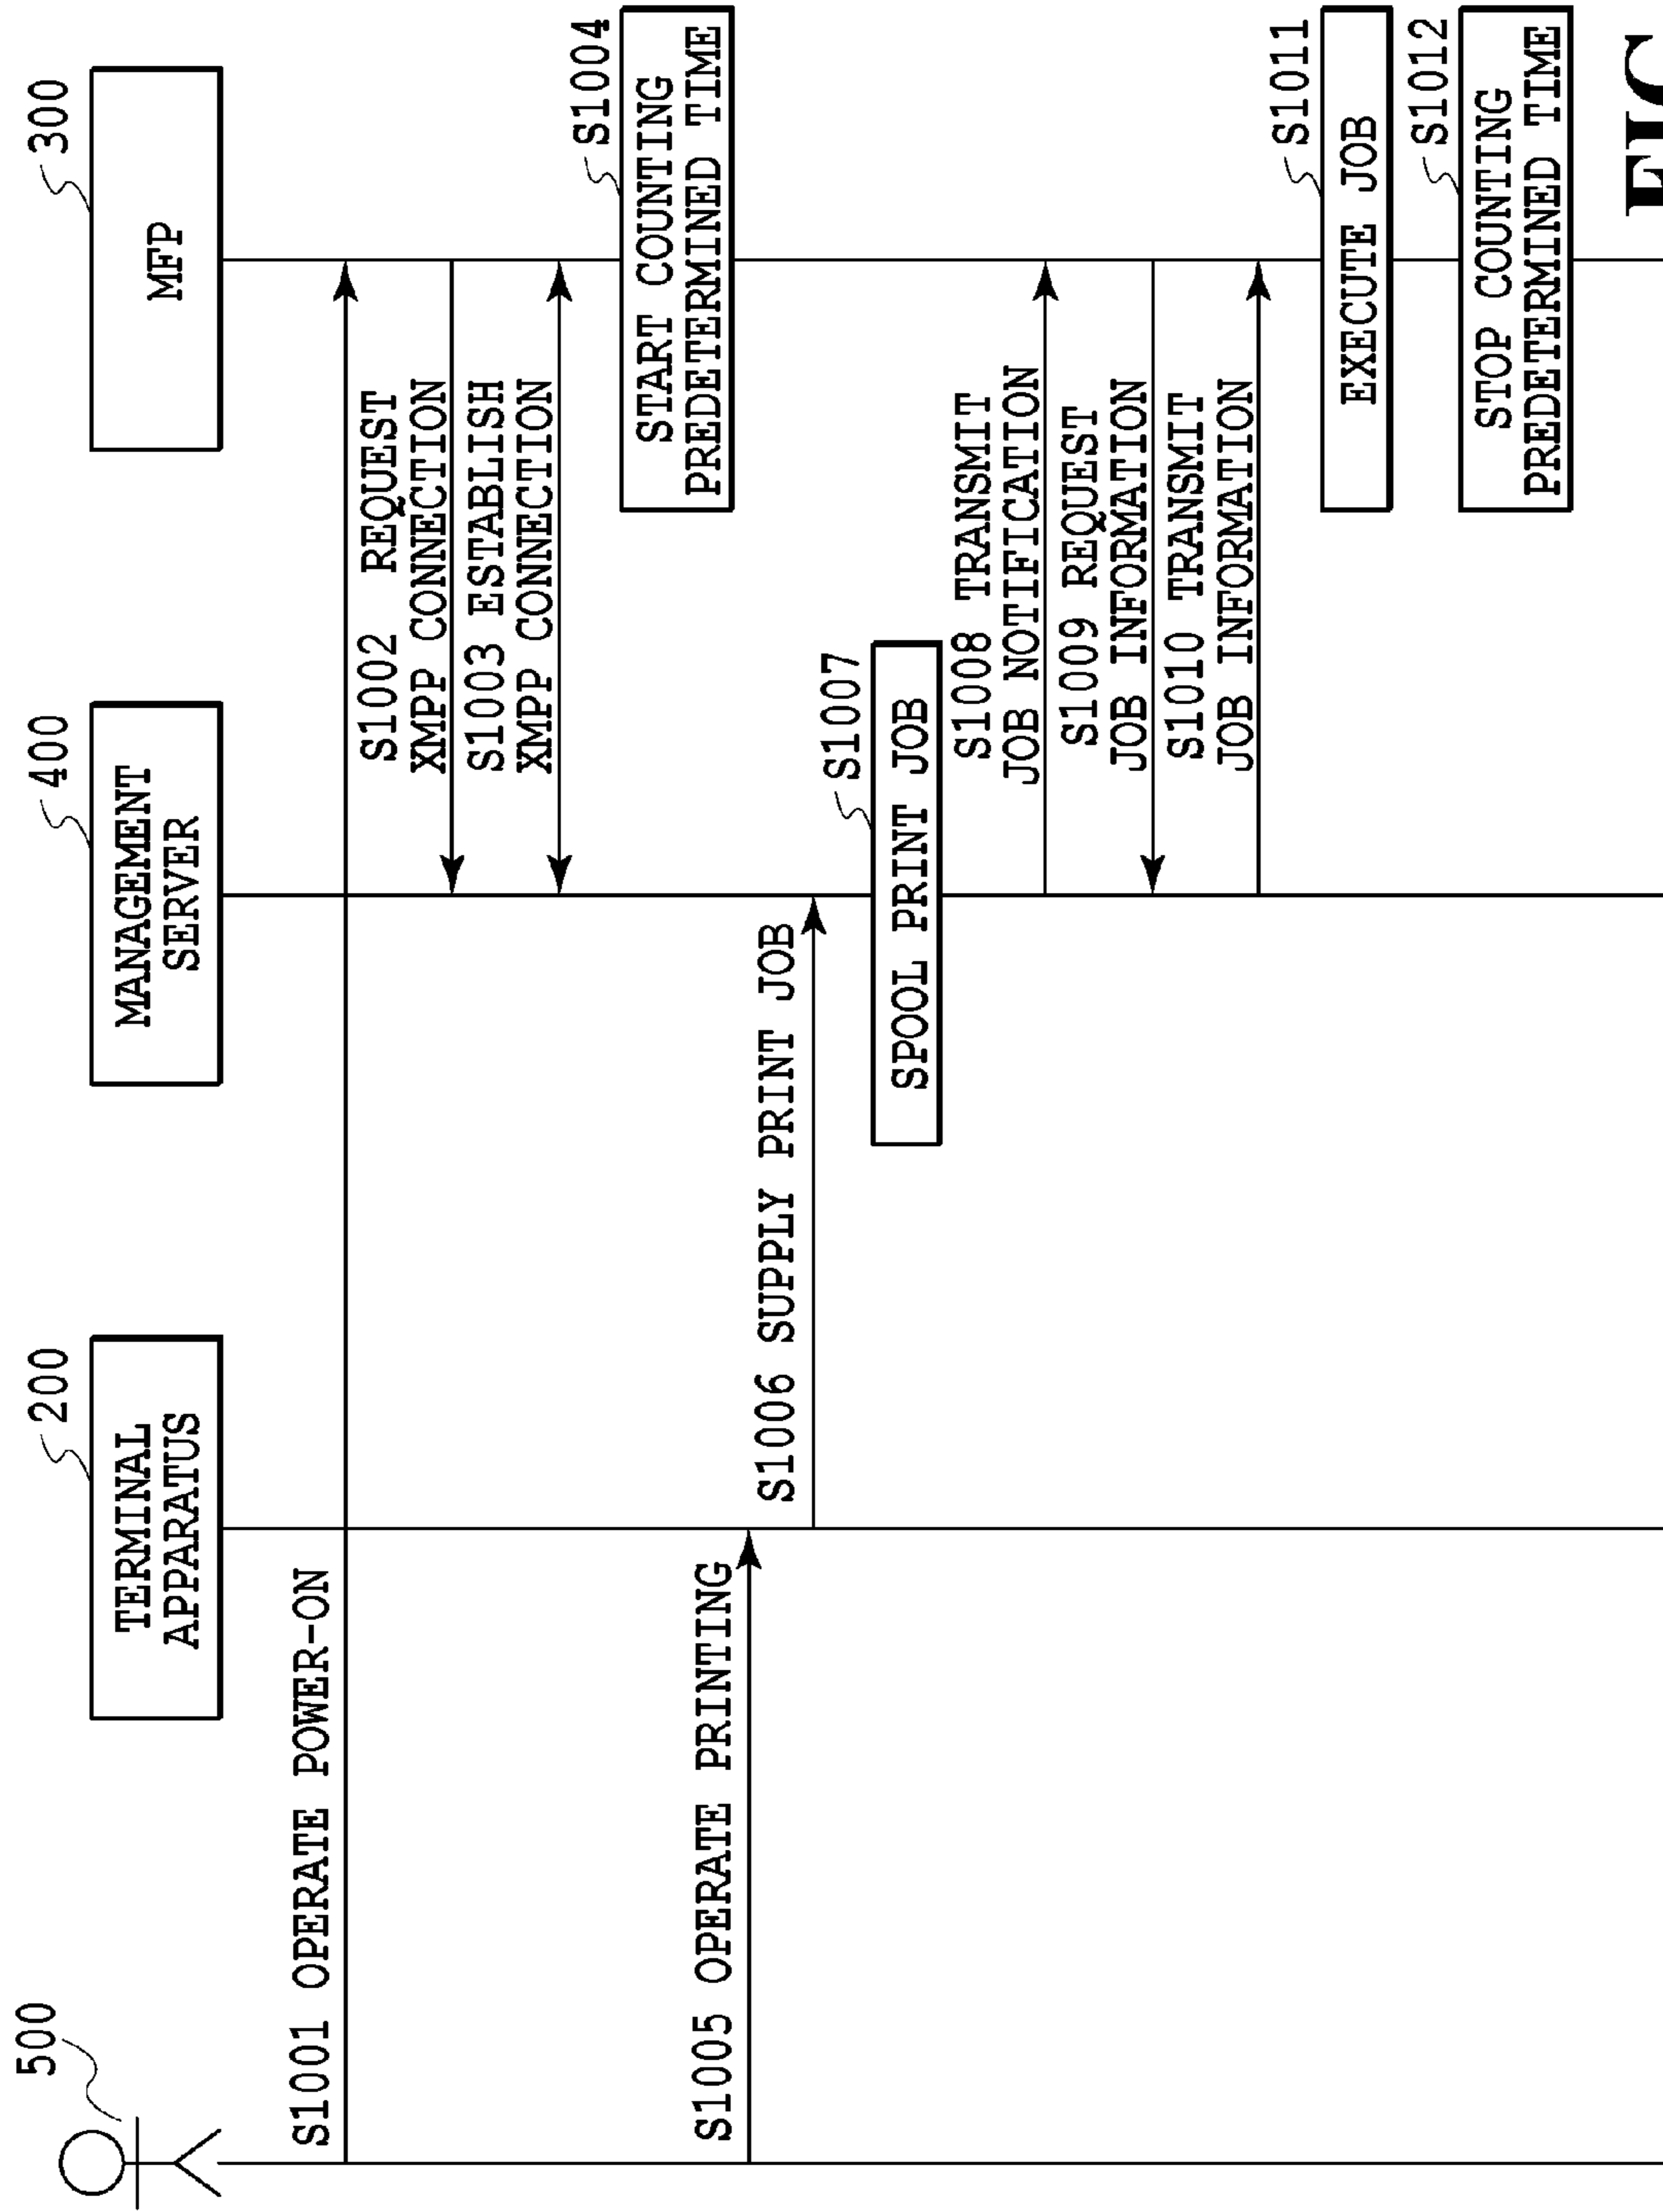 500
200
400
300
TERMINAL
APPARATUS
MANAGEMENT
SERVER
MFP
S1001 OPERATE POWER-ON
S1002 REQUEST
XMPP CONNECTION
S1003 ESTABLISH
XMPP CONNECTION
S1004
START COUNTING
PREDETERMINED TIME
S1005 OPERATE PRINTING
S1006 SUPPLY PRINT JOB
S1007
SPOOL PRINT JOB
S1008 TRANSMIT
JOB NOTIFICATION
S1009 REQUEST
JOB INFORMATION
S1010 TRANSMIT
JOB INFORMATION
S1011
EXECUTE JOB
S1012
STOP COUNTING
PREDETERMINED TIME